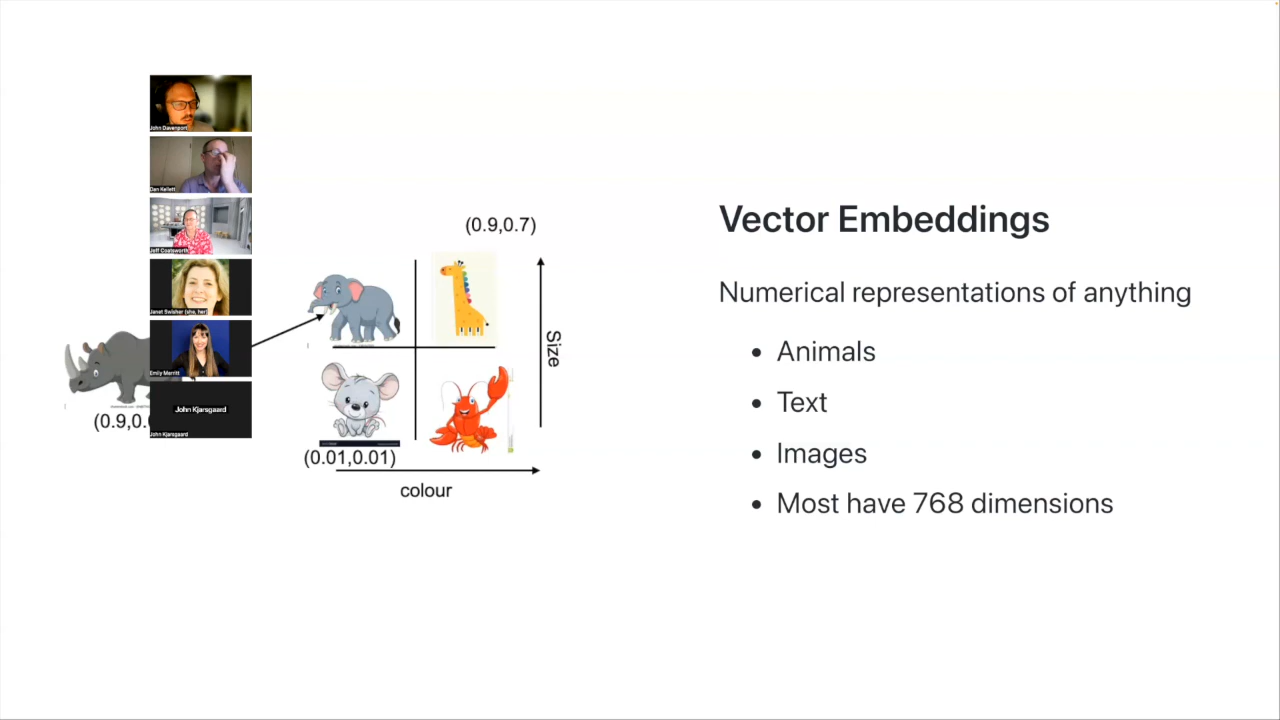 John Davenport
Dan Kellett
Jeff Coatsworth
Janet Swisher (she, her)
Emily Merritt
John Kjarsgaard
John Kjarsgaard
(0.9,0.
(0.9,0.7)
Size
(0.01,0.01)
colour
Vector Embeddings
Numerical representations of anything
• Animals
• Text
• Images
• Most have 768 dimensions